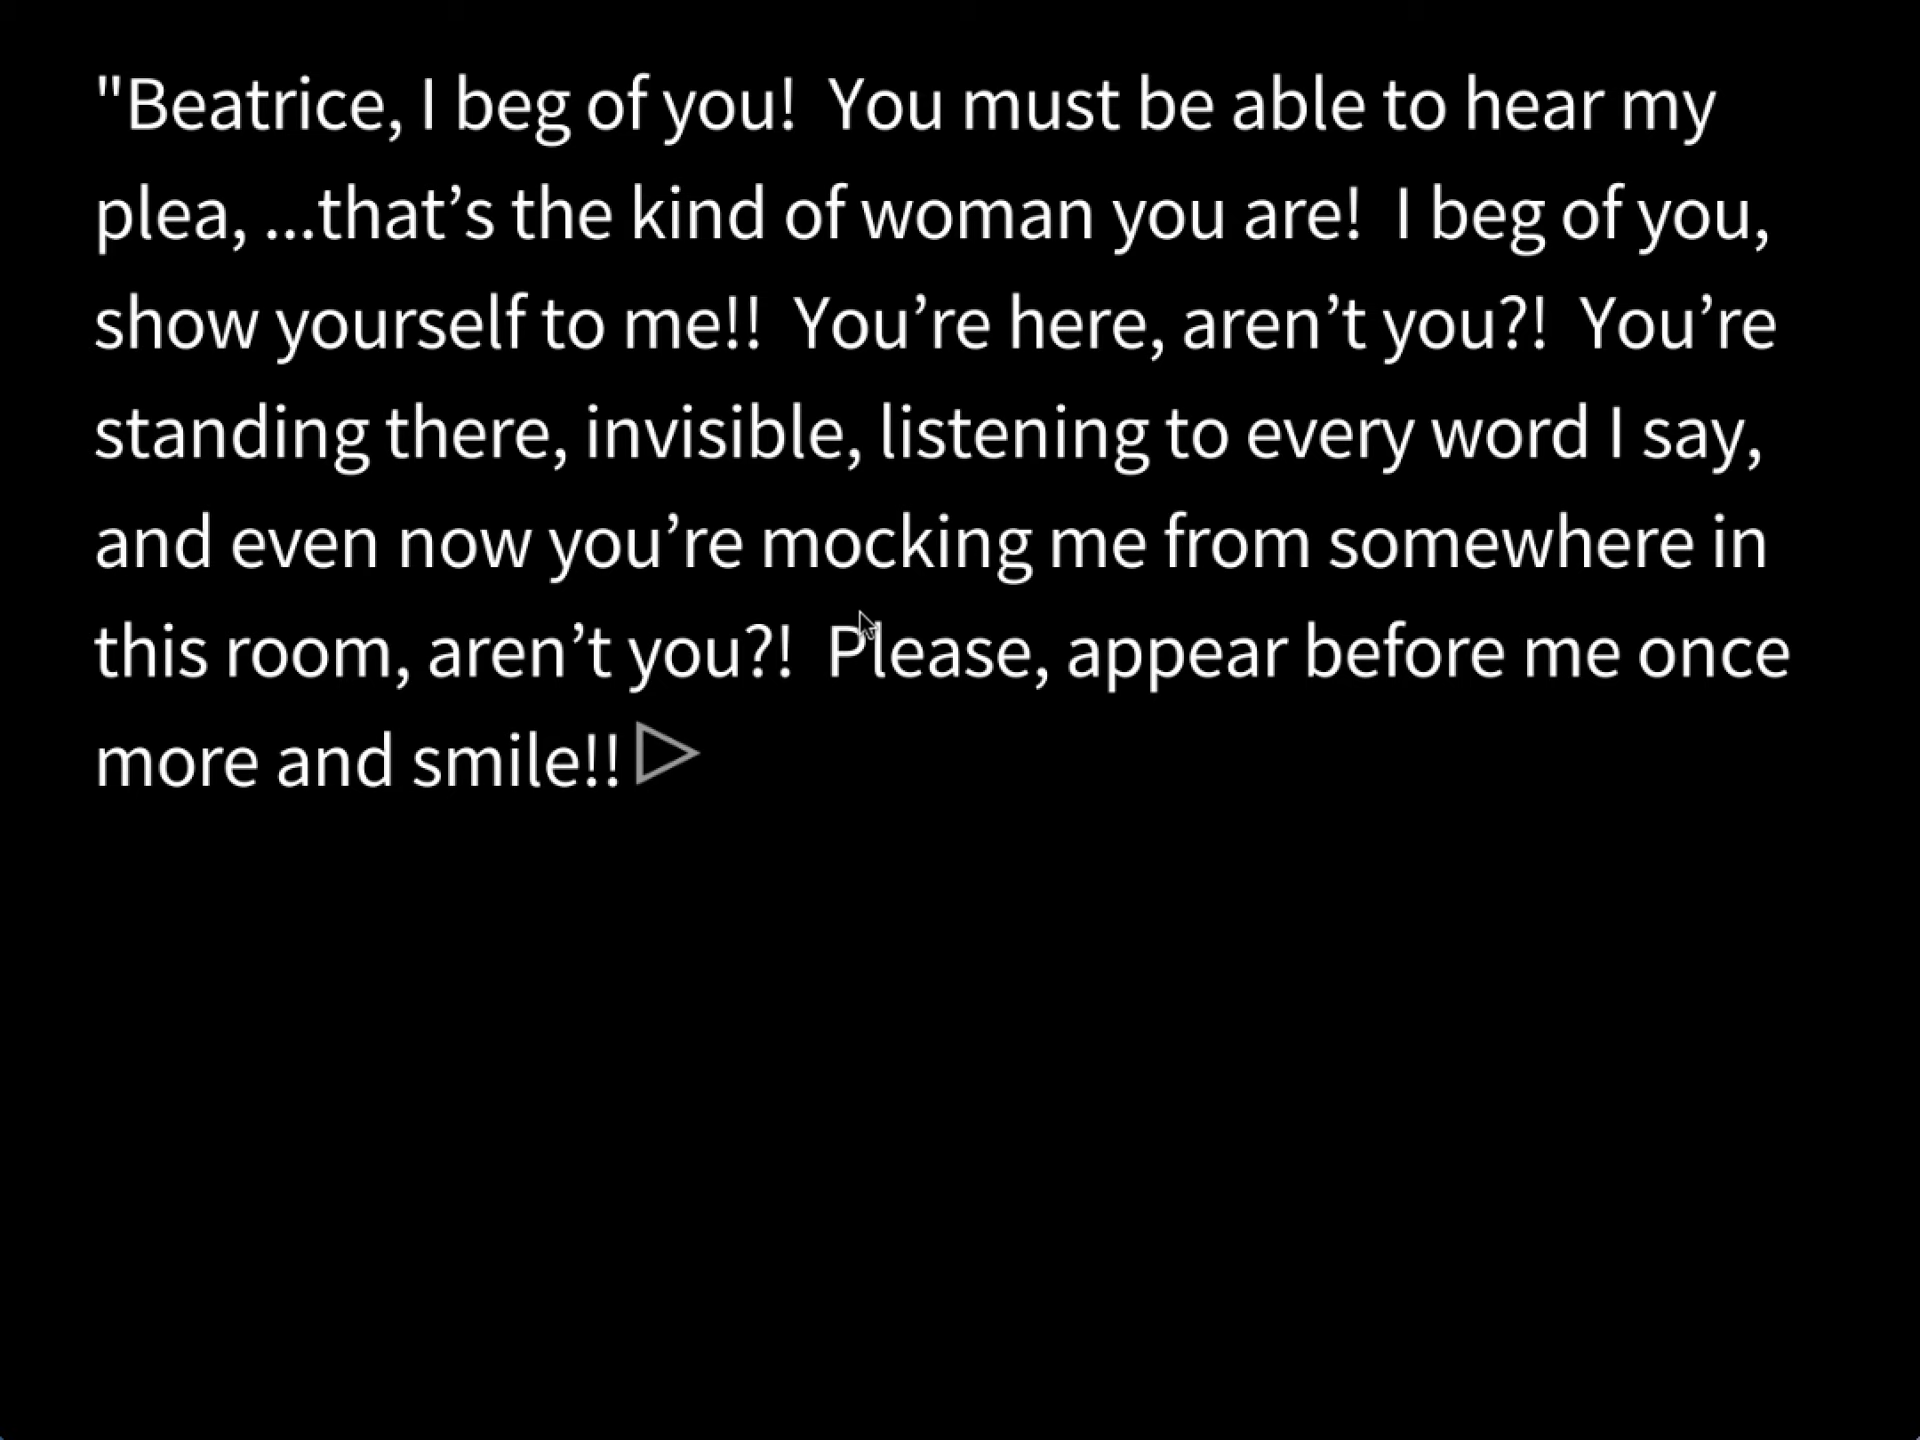 "Beatrice, I beg of you!  You must be able to hear my
plea, ...that’s the kind of woman you are!  I beg of you,
show yourself to me!!  You’re here, aren’t you?!  You’re
standing there, invisible, listening to every word I say,
and even now you’re mocking me from somewhere in
this room, aren’t you?!  Please, appear before me once
more and smile!!